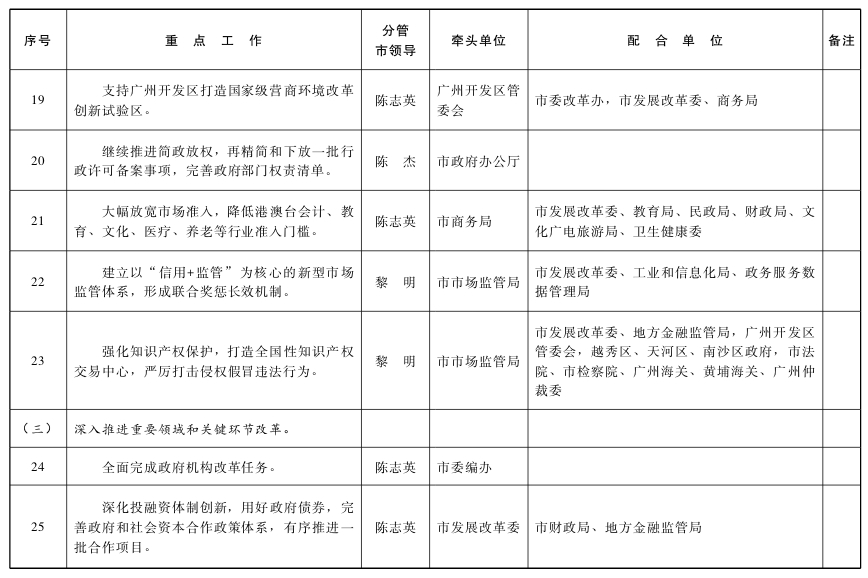 序号 重 点 工 作 分管市领导 牵头单位 配 合 单 位 备注
19 支持广州开发区打造国家级营商环境改革
创新试验区。
陈志英
广州开发区管
委会
市委改革办，市发展改革委、商务局
20 继续推进简政放权，再精简和下放一批行
政许可备案事项，完善政府部门权责清单。
陈 杰
市政府办公厅
21 大幅放宽市场准入，降低港澳台会计、教
育、文化、医疗、养老等行业准入门槛。
陈志英
市商务局
市发展改革委、教育局、民政局、财政局、文
化广电旅游局、卫生健康委
22 建立以“信用+监管”为核心的新型市场
监管体系，形成联合奖惩长效机制。
黎 明
市市场监管局
市发展改革委、工业和信息化局、政务服务数
据管理局
23 强化知识产权保护，打造全国性知识产权
交易中心，严厉打击侵权假冒违法行为。
黎 明
市市场监管局
市发展改革委、地方金融监管局，广州开发区
管委会，越秀区、天河区、南沙区政府，市法
院、市检察院、广州海关、黄埔海关、广州仲
裁委
（三） 深入推进重要领域和关键环节改革。
24 全面完成政府机构改革任务。
陈志英
市委编办
25 深化投融资体制创新，用好政府债券，完
善政府和社会资本合作政策体系，有序推进一
批合作项目。
陈志英
市发展改革委
市财政局、地方金融监管局